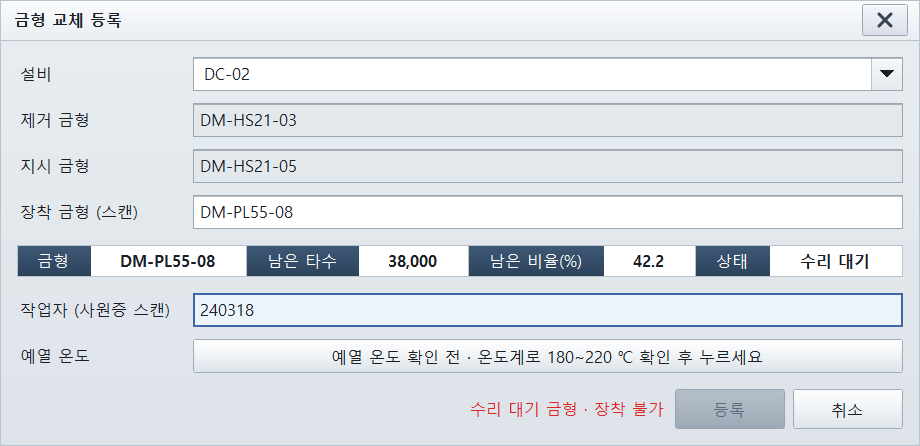 금형 교체 등록
설비 DC-02
제거 금형 DM-HS21-03
지시 금형 DM-HS21-05
장착 금형 (스캔) DM-PL55-08
금형 DM-PL55-08 남은 타수 38,000 남은 비율(%) 42.2 상태 수리 대기
작업자 (사원증 스캔) 240318
예열 온도 예열 온도 확인 전 · 온도계로 180~220 ℃ 확인 후 누르세요
수리 대기 금형 · 장착 불가 등록 취소